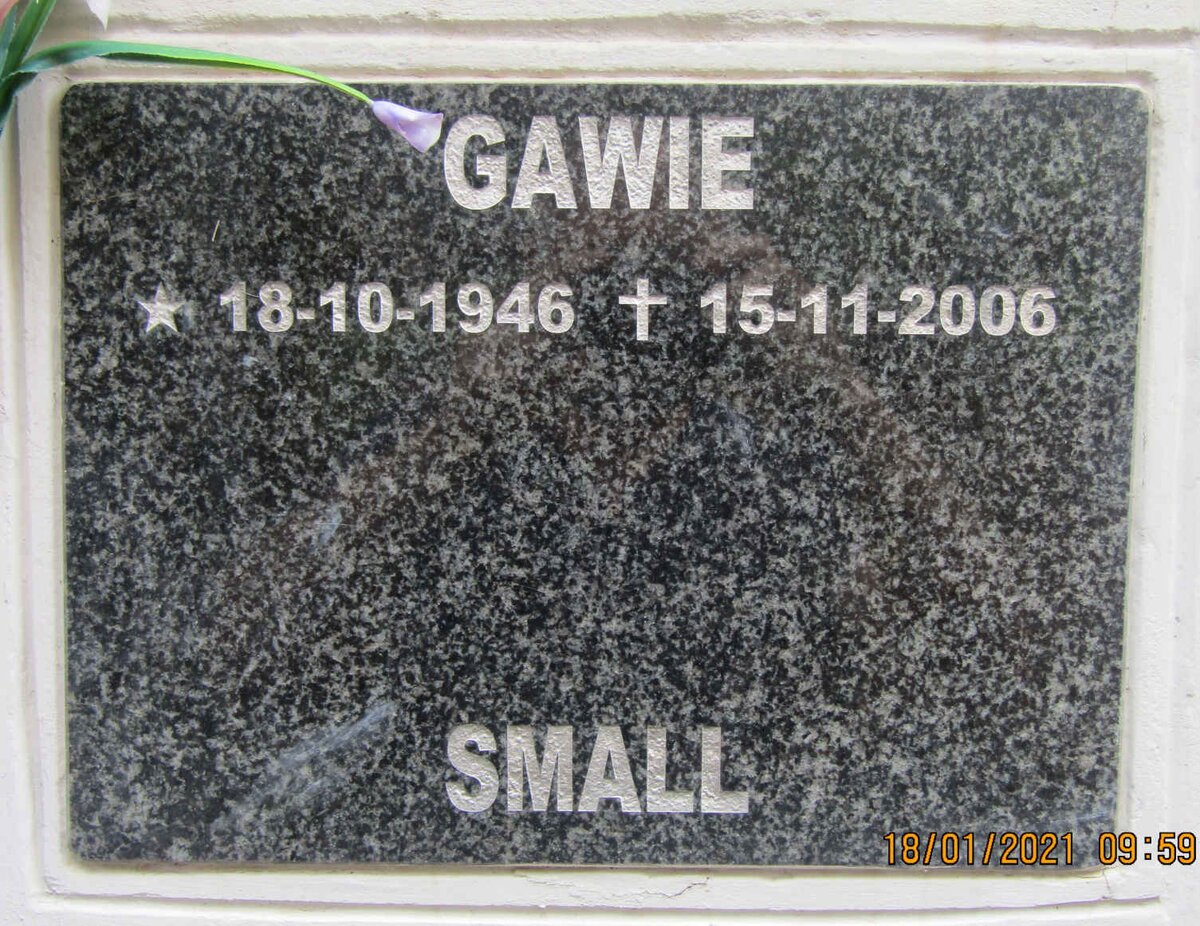 GAWIE
★ 18-10-1946 ✝ 15-11-2006
SMALL
18/01/2021 09:59